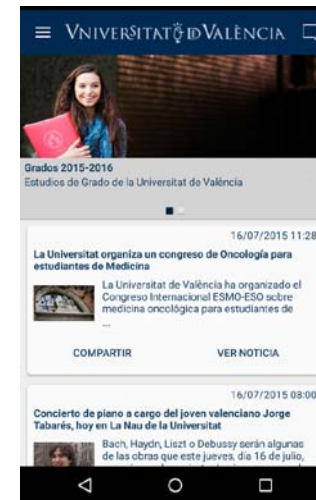 VNIVERSITAT ID VALÈNCIA
Grados 2015-2016
Estudios de Grado de la Universitat de València
16/07/2015 11:28
La Universitat organiza un congreso de Oncología para
estudiantes de Medicina
La Universitat de València ha organizado el
Congreso Internacional ESMO-ESO sobre
medicina oncológica para estudiantes de
...
COMPARTIR VER NOTICIA
16/07/2015 08:00
Concierto de piano a cargo del joven valenciano Jorge
Tabarés, hoy en La Nau de la Universitat
Bach, Haydn, Liszt o Debussy serán algunas
de las obras que este jueves, día 16 de julio,